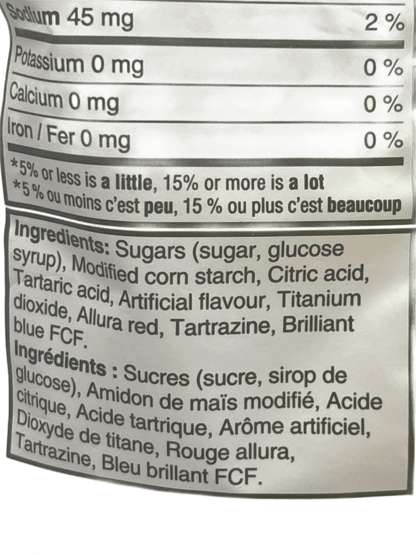 Sodium 45 mg 2 %
Potassium 0 mg 0 %
Calcium 0 mg 0 %
Iron / Fer 0 mg 0 %
*5% or less is a little, 15% or more is a lot
*5 % ou moins c'est peu, 15 % ou plus c'est beaucoup
Ingredients: Sugars (sugar, glucose
syrup), Modified corn starch, Citric acid,
Tartaric acid, Artificial flavour, Titanium
dioxide, Allura red, Tartrazine, Brilliant
blue FCF.
Ingrédients : Sucres (sucre, sirop de
glucose), Amidon de maïs modifié, Acide
citrique, Acide tartrique, Arôme artificiel,
Dioxyde de titane, Rouge allura,
Tartrazine, Bleu brillant FCF.